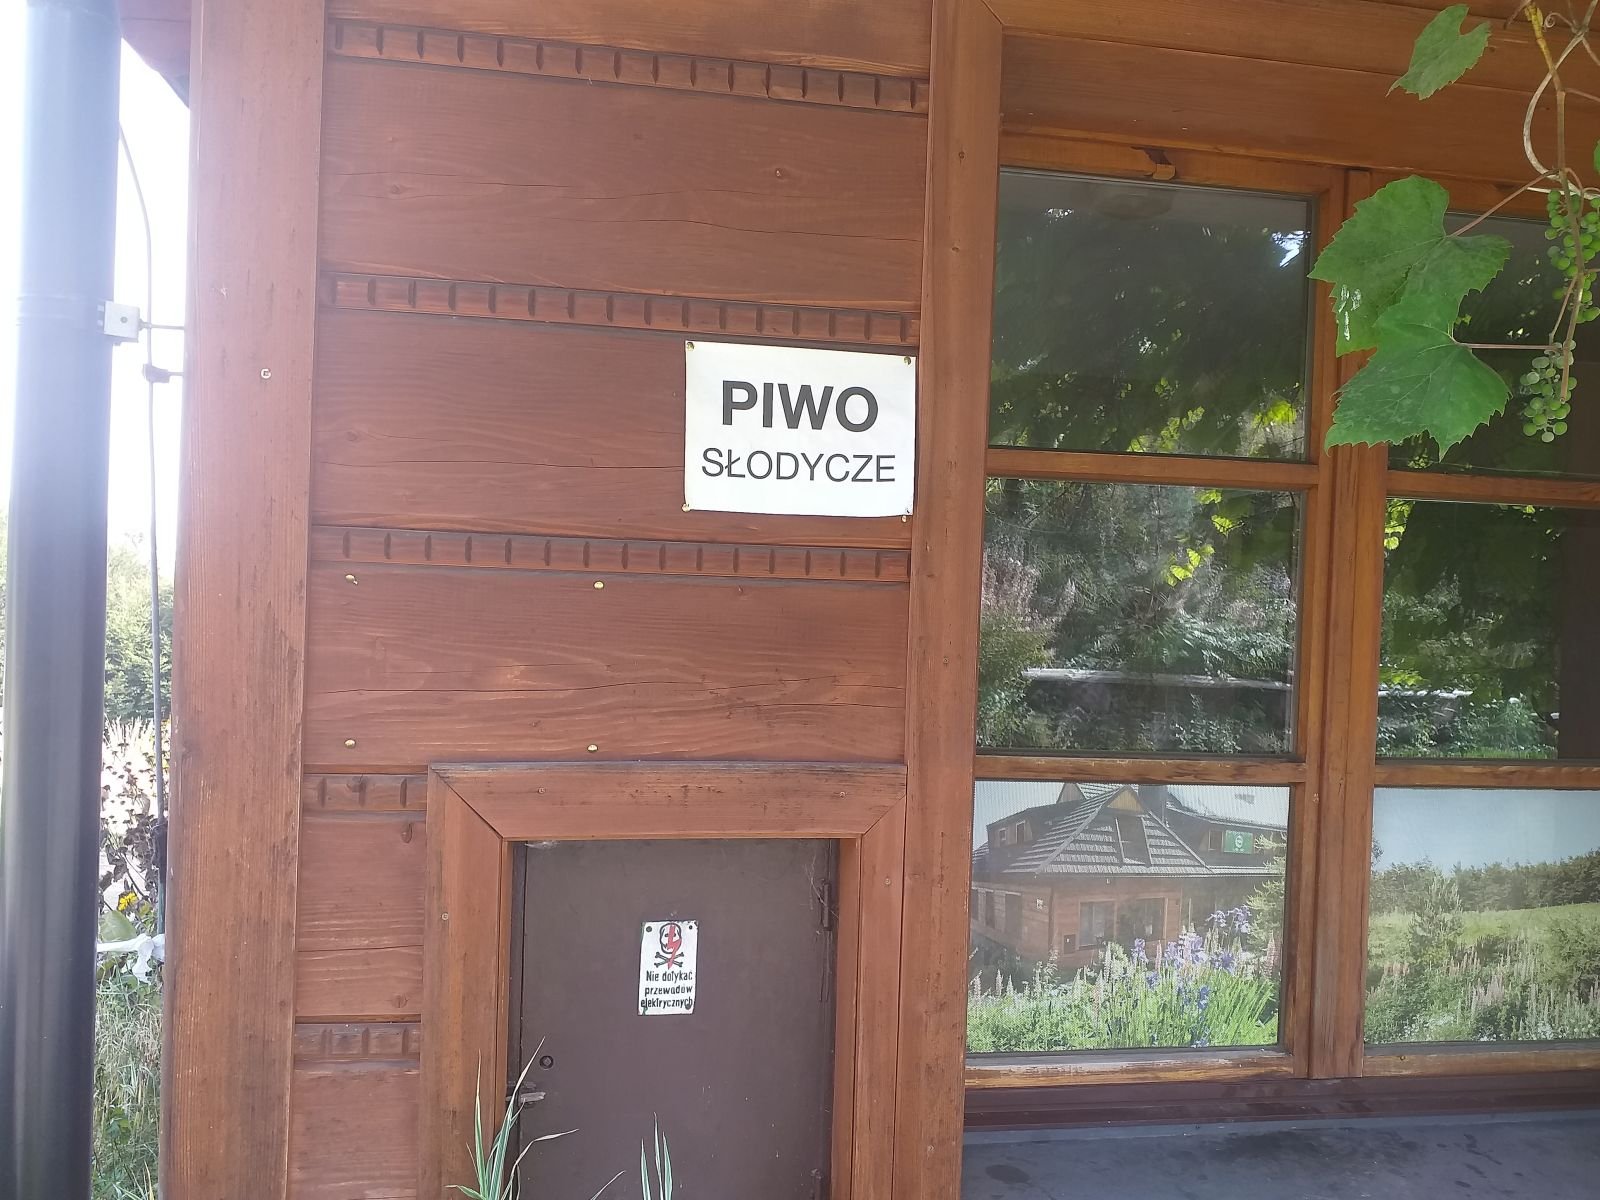 PIWO
SŁODYCZE
Nie dotykać
przewodów
elektrycznych